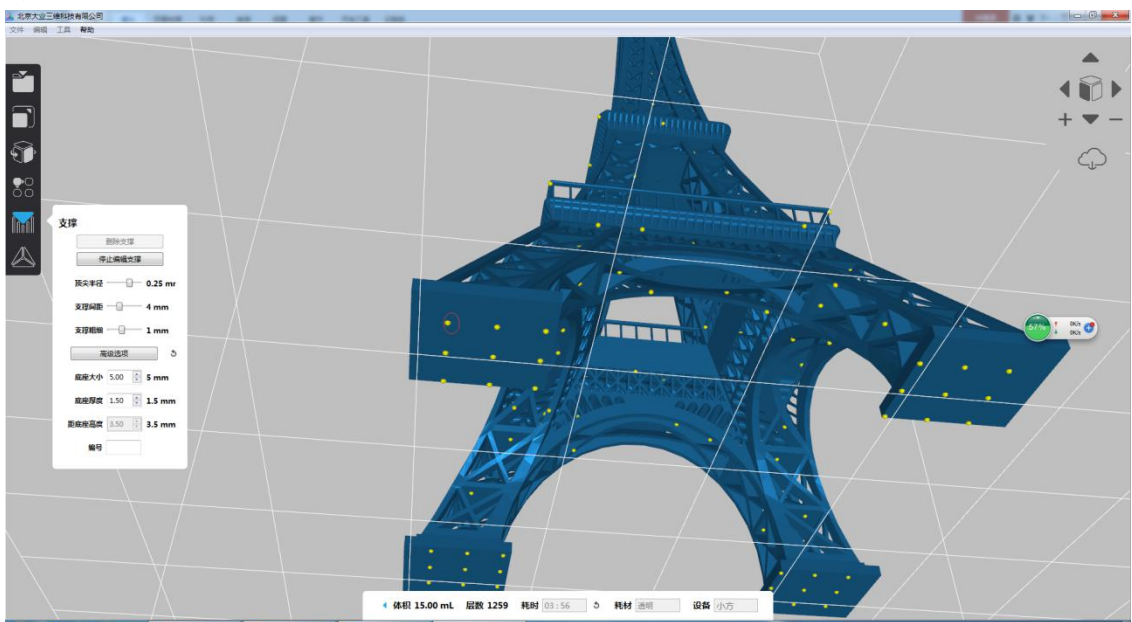 北京大业三维科技有限公司
文件 编辑 工具 帮助
支撑
删除支撑
停止编辑支撑
顶尖半径 0.25 mr
支撑间距 4 mm
支撑粗细 1 mm
高级选项
底座大小 5.00 5 mm
底座厚度 1.50 1.5 mm
距底座高度 3.50 3.5 mm
编号
57% 0K/s
0K/s
体积 15.00 mL 层数 1259 耗时 03:56 耗材 透明 设备 小方